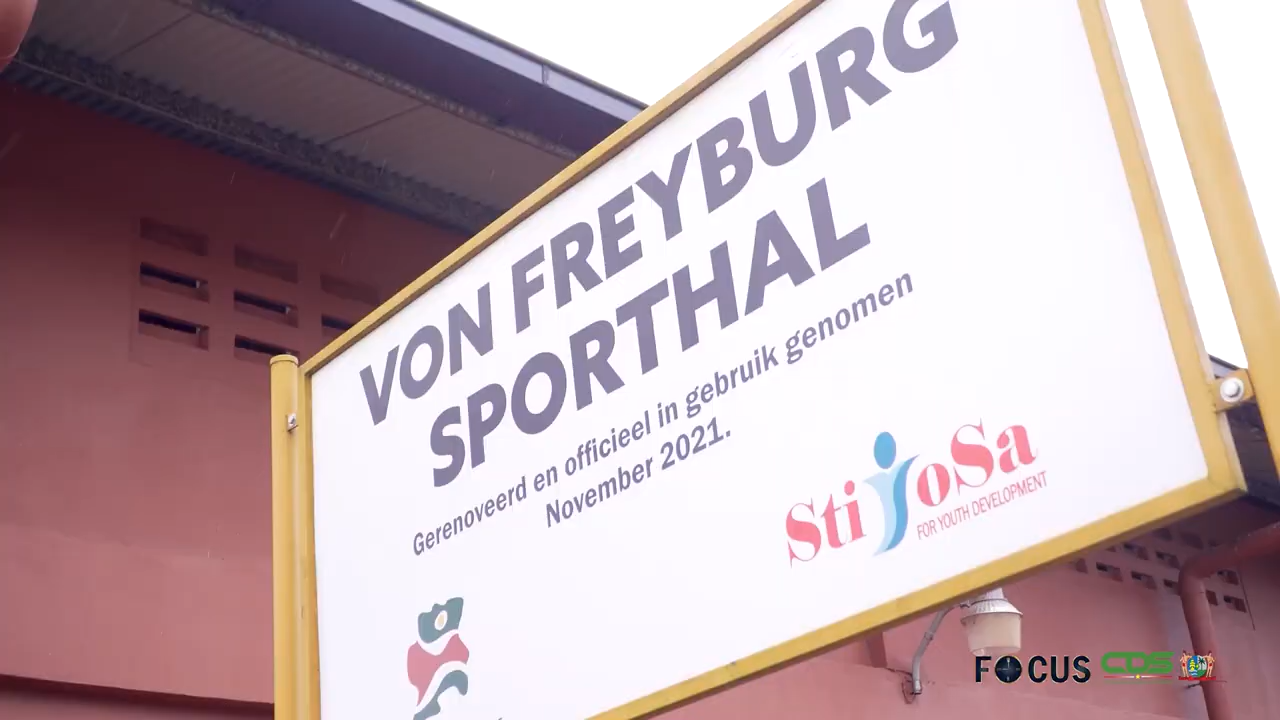 VON FREYBURG
SPORTHAL
Gerenoveerd en officieel in gebruik genomen
November 2021.
StiJoSa
FOR YOUTH DEVELOPMENT
FOCUS CDS